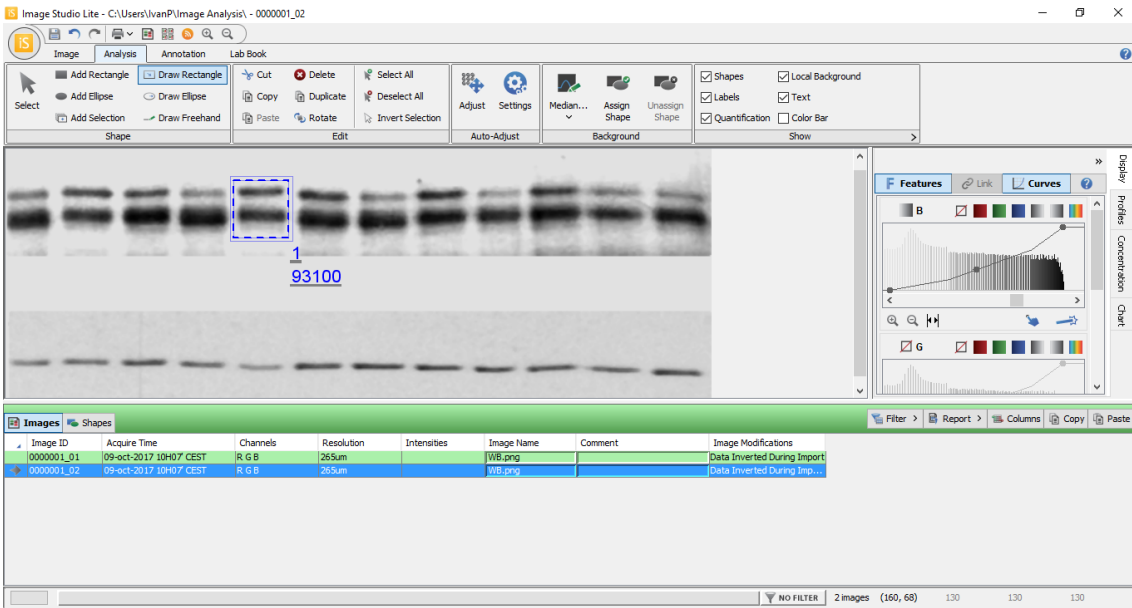 Image Studio Lite - C:\Users\IvanP\Image Analysis\ - 0000001_02
iS
Image Analysis Annotation Lab Book
Select
Add Rectangle Draw Rectangle
Add Ellipse Draw Ellipse
Add Selection Draw Freehand
Shape
Cut Delete Select All
Copy Duplicate Deselect All
Paste Rotate Invert Selection
Edit
Adjust Settings
Auto-Adjust
Median... Assign Shape Unassign Shape
Background
Shapes Local Background
Labels Text
Quantification Color Bar
Show >
1
93100
»
Features Link Curves
B
G
Display
Profiles
Concentration
Chart
Images Shapes
Filter > Report > Columns Copy Paste
Image ID Acquire Time Channels Resolution Intensities Image Name Comment Image Modifications
0000001_01 09-oct-2017 10H07' CEST R G B 265um WB.png Data Inverted During Import
0000001_02 09-oct-2017 10H07' CEST R G B 265um WB.png Data Inverted During Imp...
NO FILTER 2 images (160, 68) 130 130 130